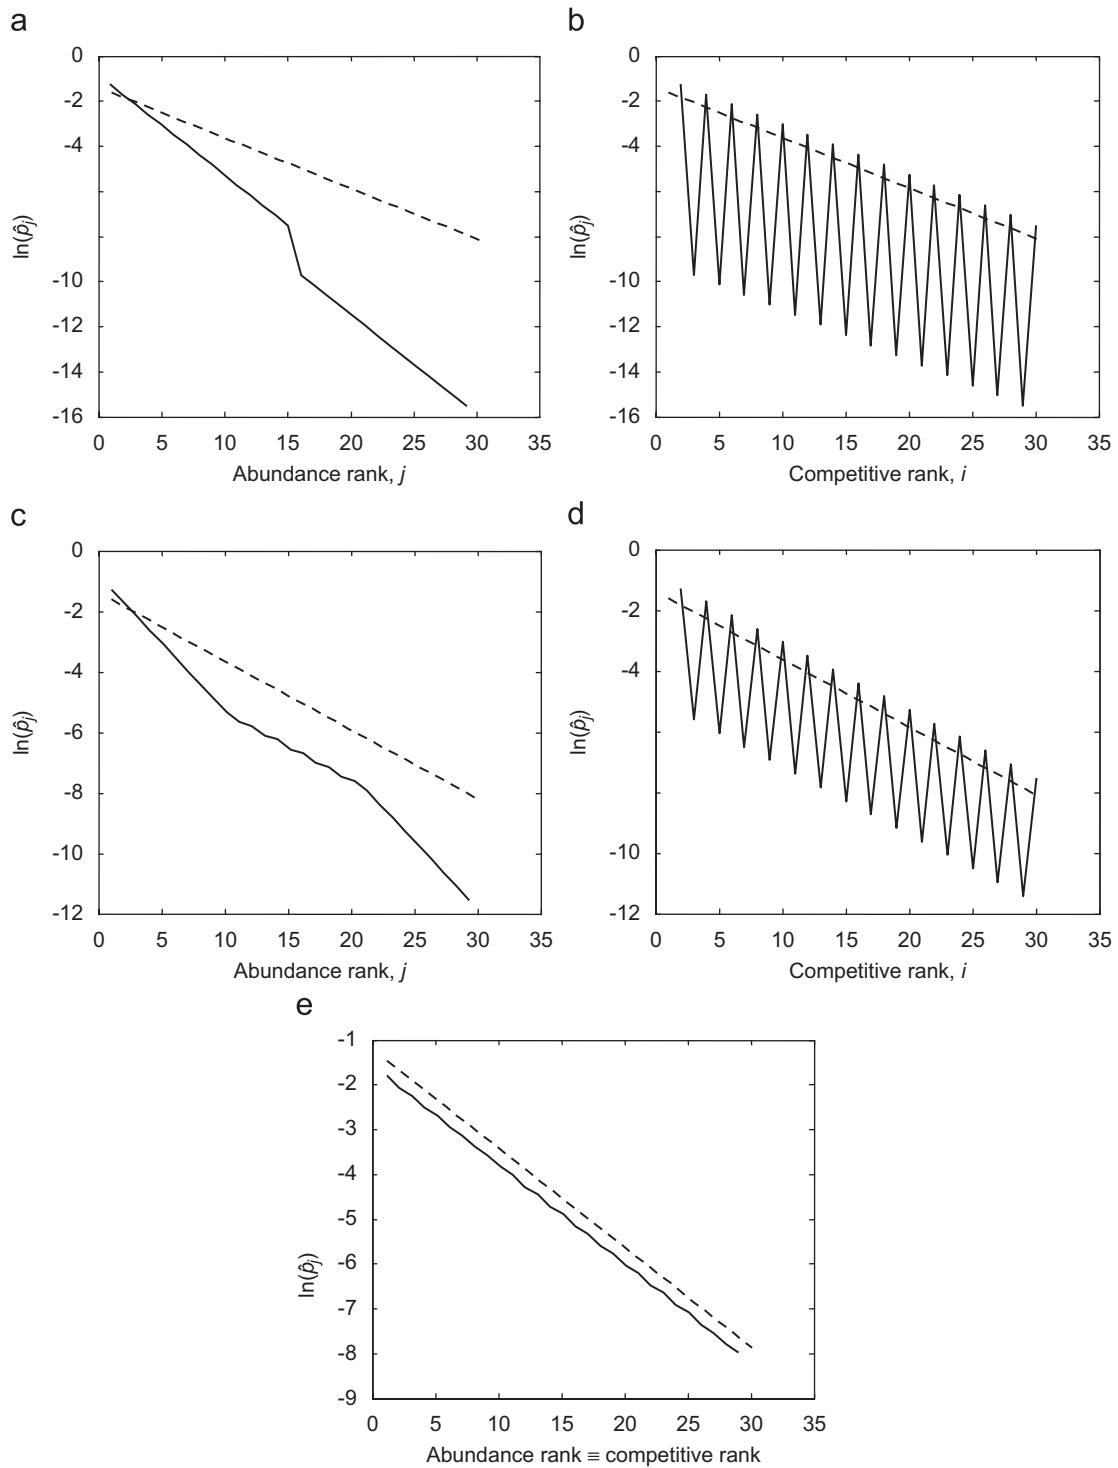 a
b
0
-2
-4
-10
-12
-14
-16
ln(p̂j)
0 5 10 15 20 25 30 35
Abundance rank, j
0
-2
-4
-10
-12
-14
-16
ln(p̂j)
0 5 10 15 20 25 30 35
Competitive rank, i
c
d
0
-2
-4
-6
-8
-10
-12
ln(p̂j)
0 5 10 15 20 25 30 35
Abundance rank, j
0
-2
-4
-10
-12
ln(p̂j)
0 5 10 15 20 25 30 35
Competitive rank, i
e
-1
-2
-3
-4
-5
-6
-7
-8
-9
ln(p̂j)
0 5 10 15 20 25 30 35
Abundance rank ≡ competitive rank